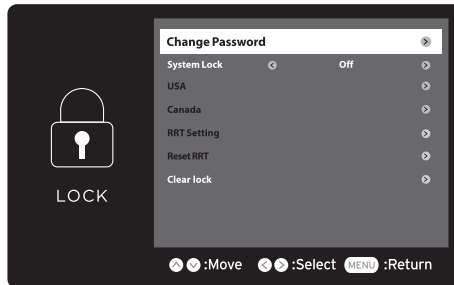 Change Password
System Lock Off
USA
Canada
RRT Setting
Reset RRT
Clear lock
LOCK
:Move :Select MENU :Return